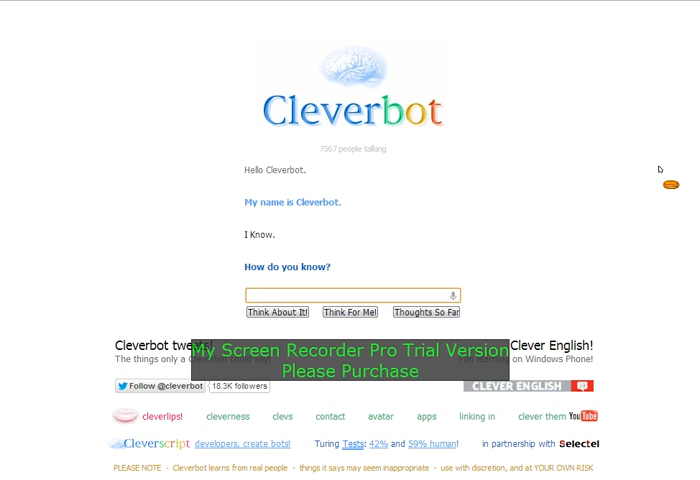 Cleverbot
7567 people talking
Hello Cleverbot.
My name is Cleverbot.
I Know.
How do you know?
Think About It! Think For Me! Thoughts So Far
Cleverbot tweets! Clever English!
My Screen Recorder Pro Trial Version
The things only a on Windows Phone!
Please Purchase
Follow @cleverbot 18.3K followers CLEVER ENGLISH
cleverlips! cleverness clevs contact avatar apps linking in clever them YouTube
Cleverscript developers, create bots! Turing Tests: 42% and 59% human! in partnership with Selectel
PLEASE NOTE - Cleverbot learns from real people - things it says may seem inappropriate - use with discretion, and at YOUR OWN RISK